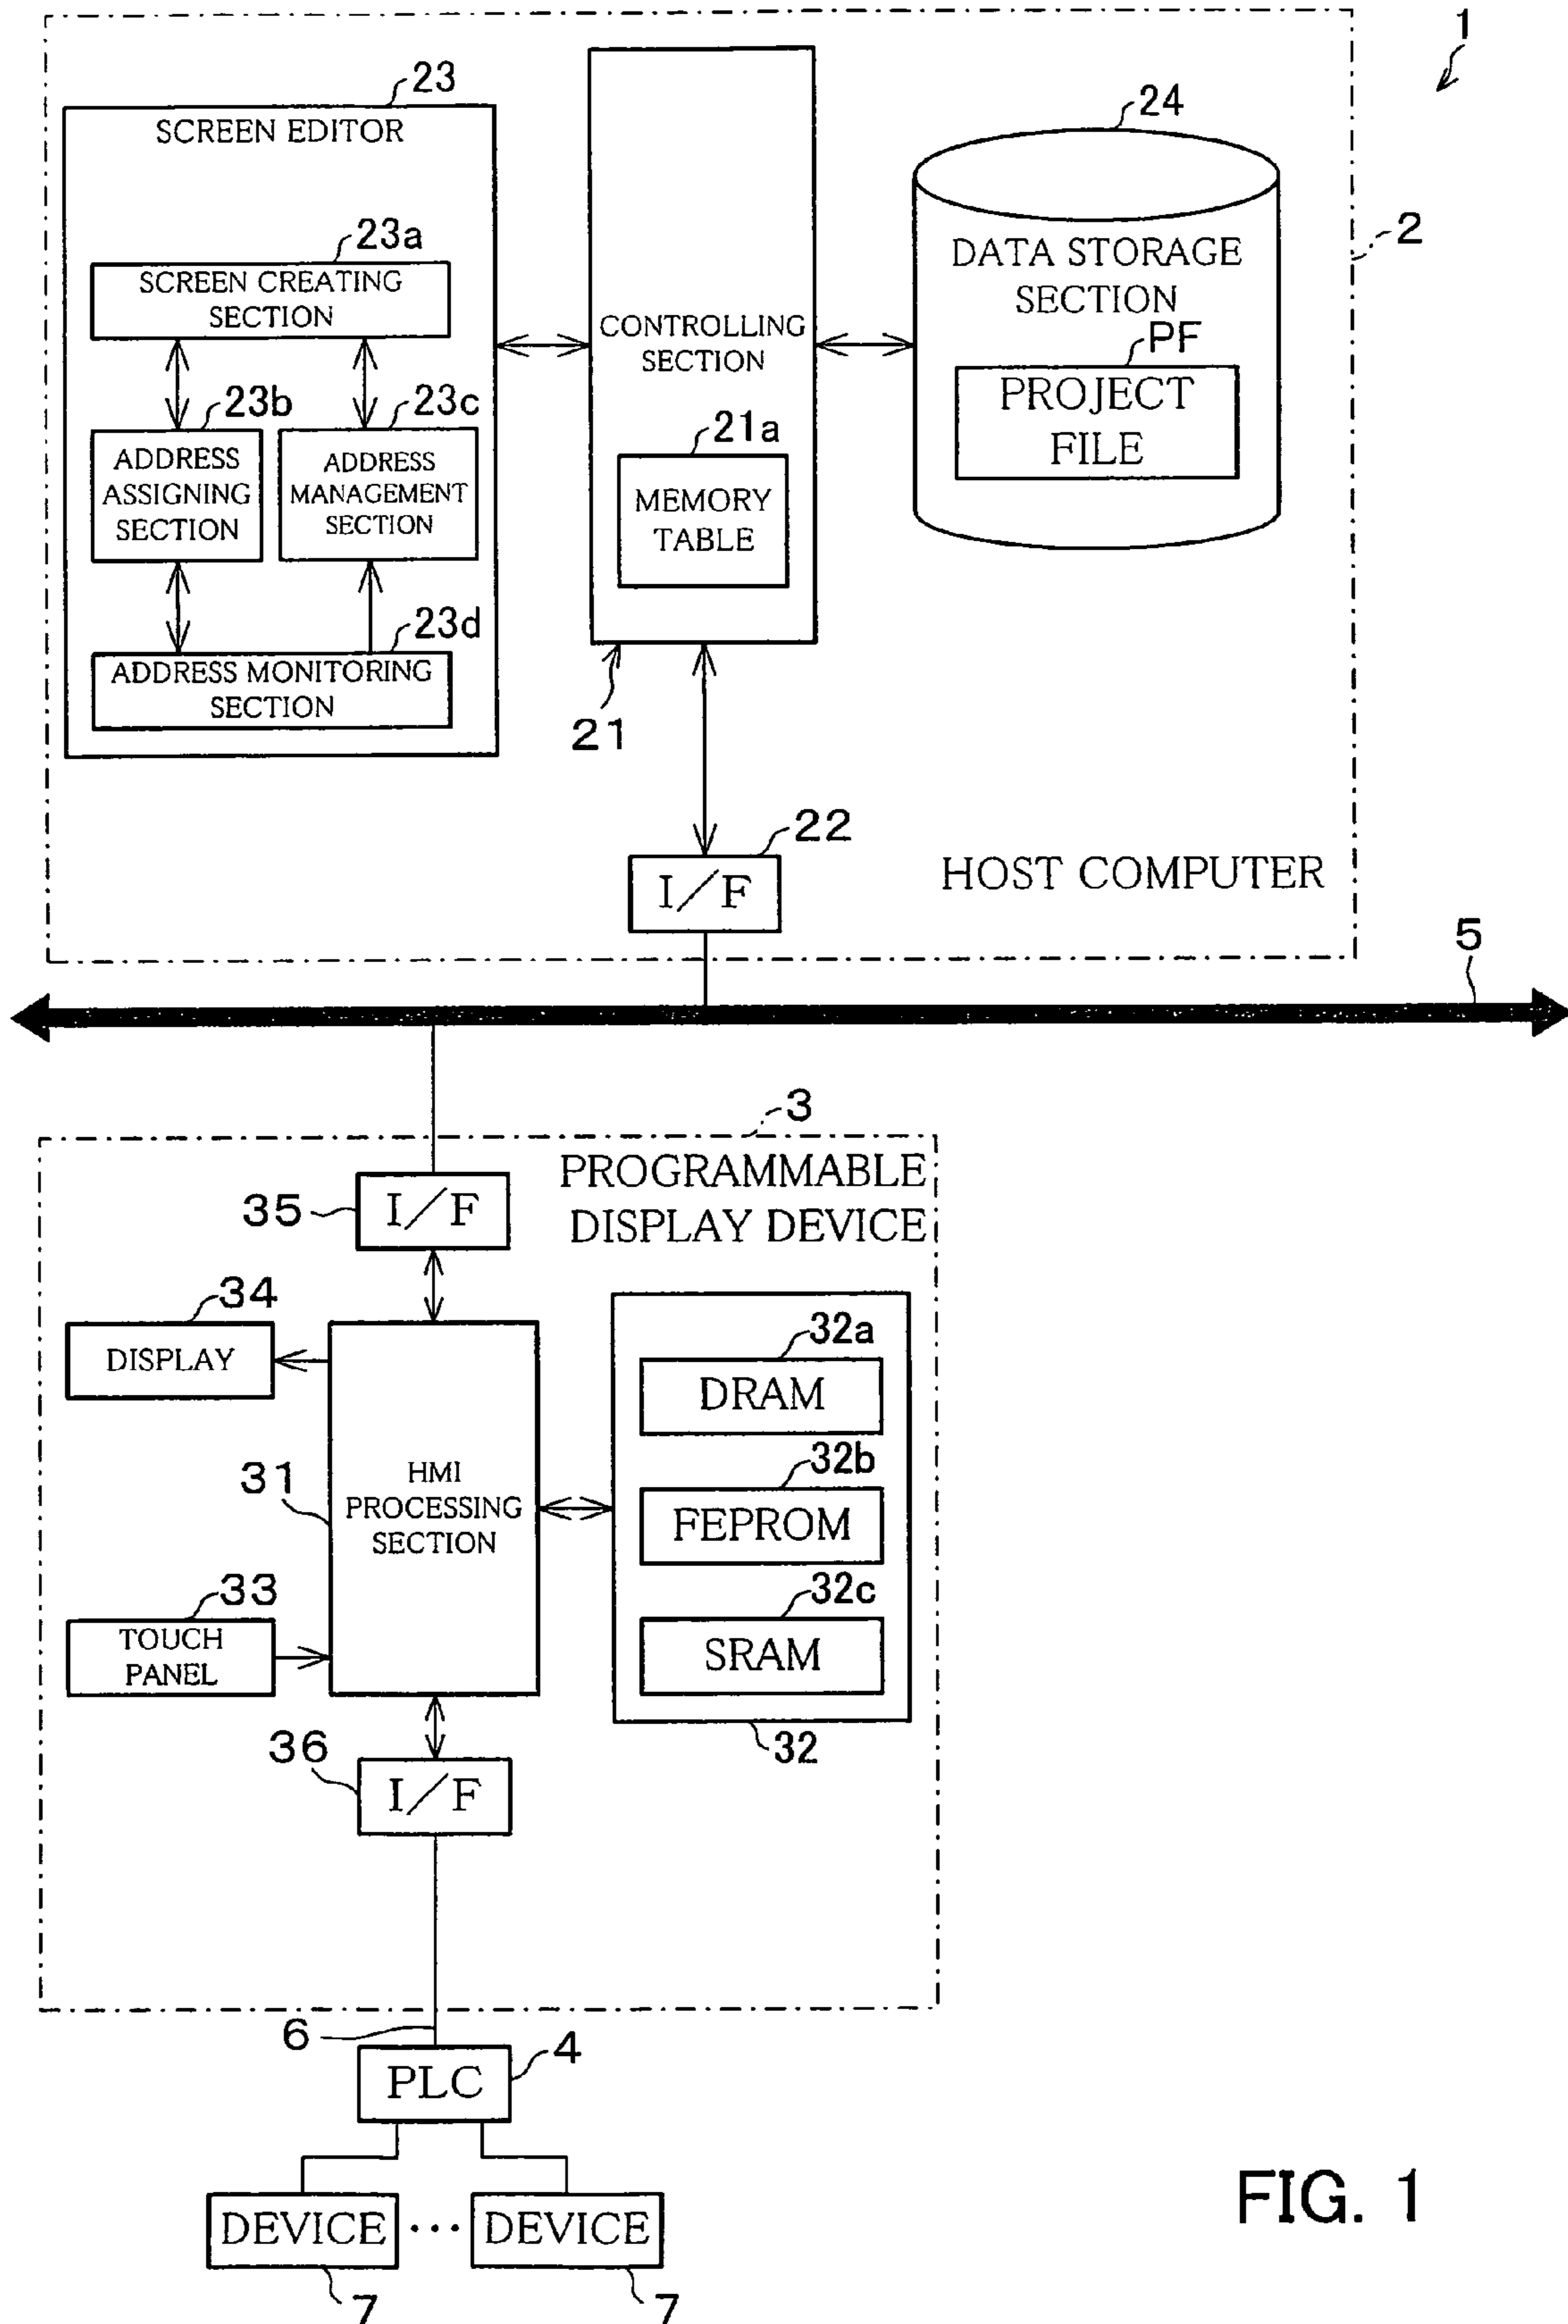 1
23
SCREEN EDITOR
24
23a
SCREEN CREATING
SECTION
2
DATA STORAGE
SECTION
CONTROLLING
SECTION
PF
PROJECT
FILE
23b
23c
ADDRESS
ASSIGNING
SECTION
ADDRESS
MANAGEMENT
SECTION
21a
MEMORY
TABLE
23d
ADDRESS MONITORING
SECTION
21
22
I/F
HOST COMPUTER
5
3
PROGRAMMABLE
DISPLAY DEVICE
35
I/F
34
DISPLAY
32a
DRAM
31
HMI
PROCESSING
SECTION
32b
FEPROM
33
TOUCH
PANEL
32c
SRAM
32
36
I/F
6
4
PLC
DEVICE
•••
DEVICE
7
7
FIG. 1